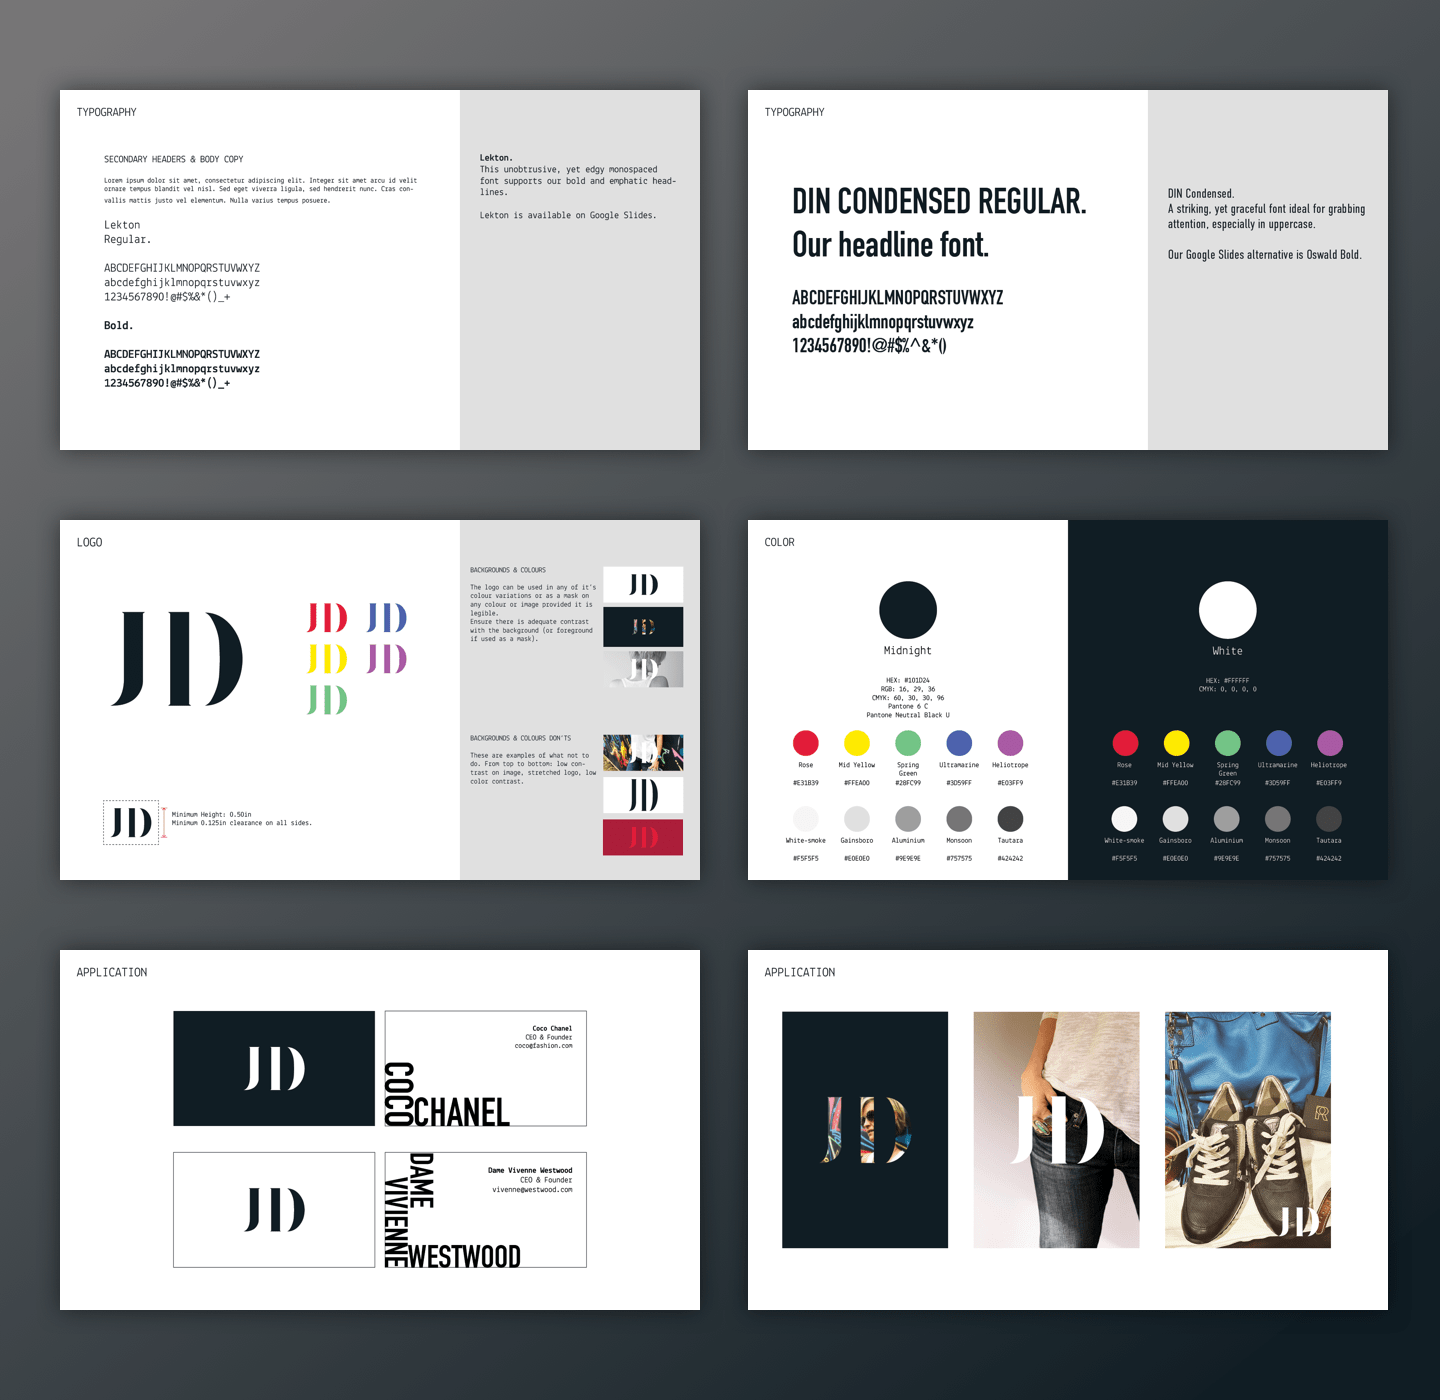 TYPOGRAPHY
SECONDARY HEADERS & BODY COPY
Lorem ipsum dolor sit amet, consectetur adipiscing elit. Integer sit amet arcu id velit
ornare tempus blandit vel nisl. Sed eget viverra ligula, sed hendrerit nunc. Cras con-
vallis mattis justo vel elementum. Nulla varius tempus posuere.
Lekton
Regular.
ABCDEFGHIJKLMNOPQRSTUVWXYZ
abcdefghijklmnopqrstuvwxyz
1234567890!@#$%&*()_+
Bold.
ABCDEFGHIJKLMNOPQRSTUVWXYZ
abcdefghijklmnopqrstuvwxyz
1234567890!@#$%&*()_+
Lekton.
This unobtrusive, yet edgy monospaced
font supports our bold and emphatic head-
lines.
Lekton is available on Google Slides.
TYPOGRAPHY
DIN CONDENSED REGULAR.
Our headline font.
ABCDEFGHIJKLMNOPQRSTUVWXYZ
abcdefghijklmnopqrstuvwxyz
1234567890!@#$%^&*()
DIN Condensed.
A striking, yet graceful font ideal for grabbing
attention, especially in uppercase.
Our Google Slides alternative is Oswald Bold.
LOGO
JD
JD JD
JD JD
JD
JD
Minimum Height: 0.50in
Minimum 0.125in clearance on all sides.
BACKGROUNDS & COLOURS
The logo can be used in any of it's
colour variations or as a mask on
any colour or image provided it is
legible.
Ensure there is adequate contrast
with the background (or foreground
if used as a mask).
JD
JD
JD
BACKGROUNDS & COLOURS DON'TS
These are examples of what not to
do. From top to bottom: low con-
trast on image, stretched logo, low
color contrast.
JD
JD
JD
COLOR
Midnight
HEX: #101D24
RGB: 16, 29, 36
CMYK: 60, 30, 30, 96
Pantone 6 C
Pantone Neutral Black U
Rose Mid Yellow Spring Green Ultramarine Heliotrope
#E31B39 #FFEA00 #28FC99 #3D59FF #E03FF9
White-smoke Gainsboro Aluminium Monsoon Tautara
#F5F5F5 #E0E0E0 #9E9E9E #757575 #424242
White
HEX: #FFFFFF
CMYK: 0, 0, 0, 0
Rose Mid Yellow Spring Green Ultramarine Heliotrope
#E31B39 #FFEA00 #28FC99 #3D59FF #E03FF9
White-smoke Gainsboro Aluminium Monsoon Tautara
#F5F5F5 #E0E0E0 #9E9E9E #757575 #424242
APPLICATION
JD
Coco Chanel
CEO & Founder
coco@fashion.com
COCO
CHANEL
JD
Dame Vivenne Westwood
CEO & Founder
vivenne@westwood.com
DAME
VIVIENNE
WESTWOOD
APPLICATION
JD
JD
R
JD